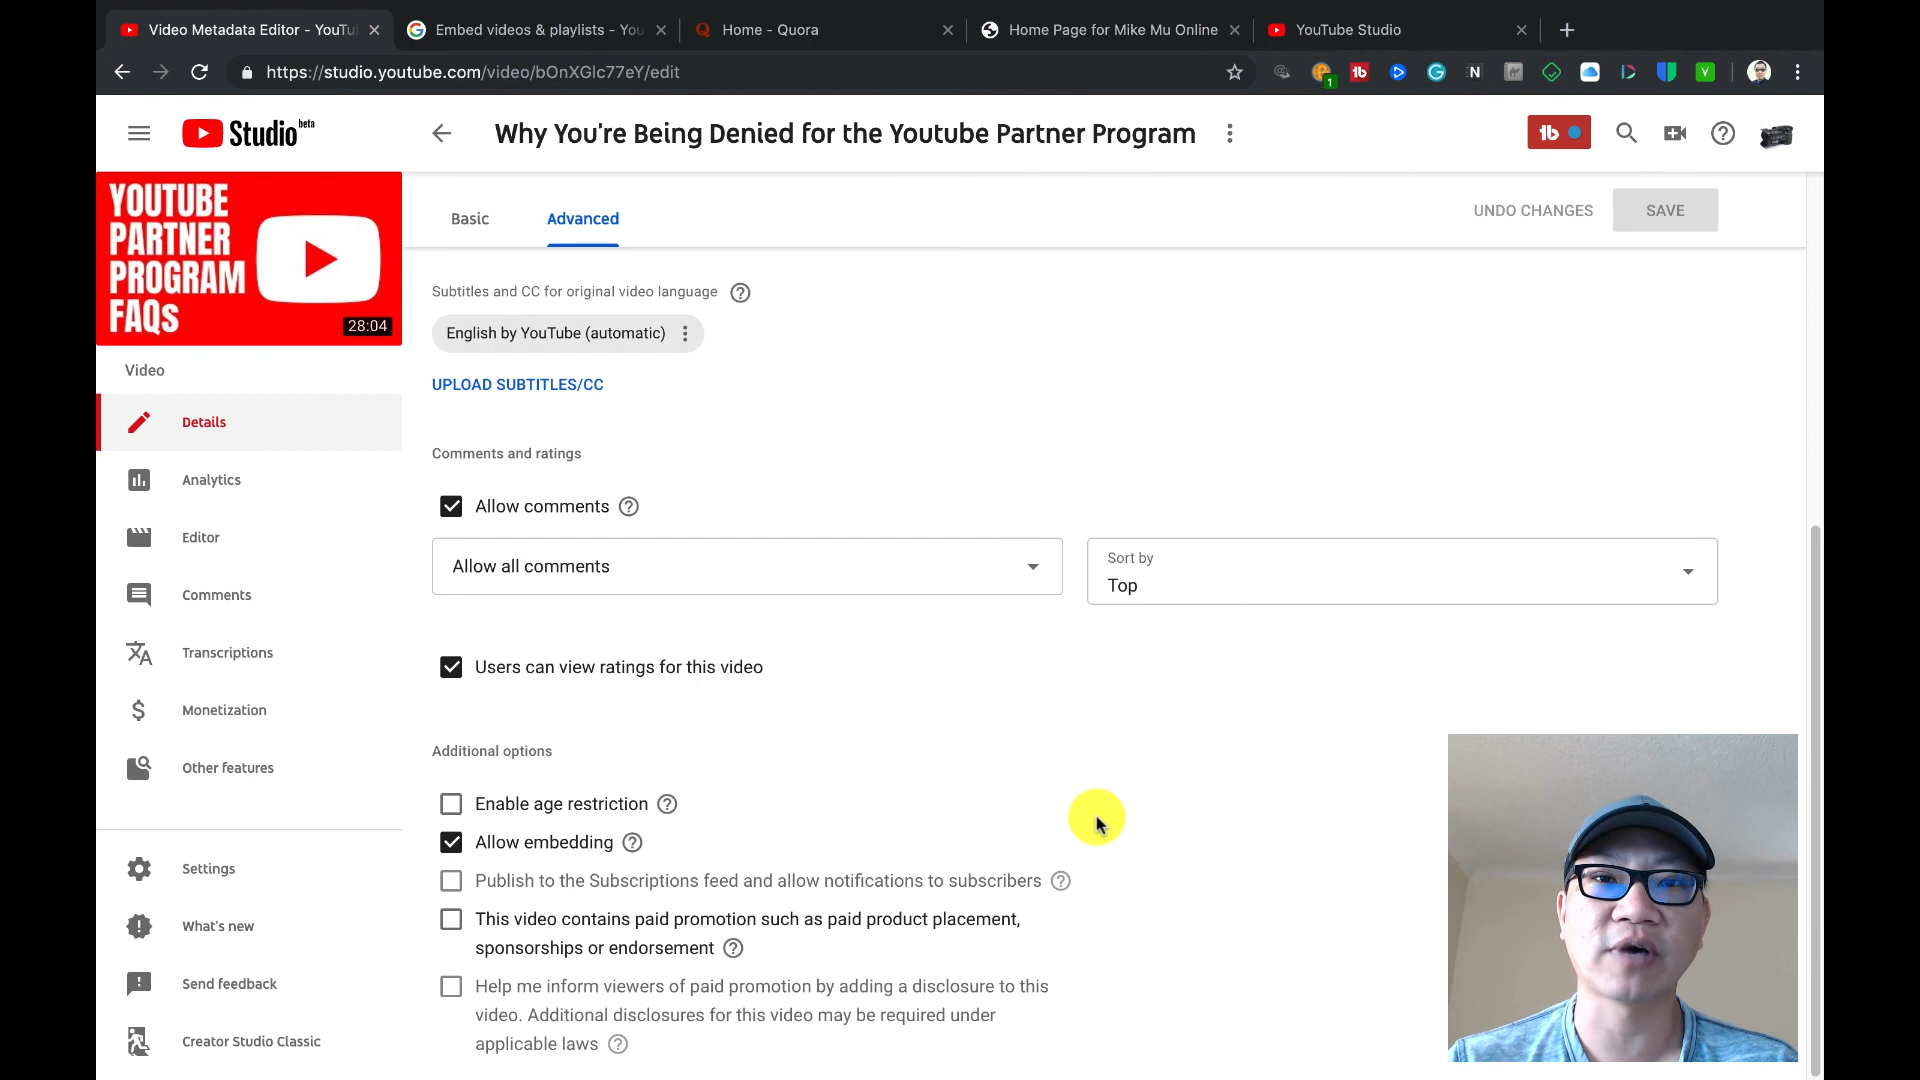 Video Metadata Editor - YouTu
Embed videos & playlists - You
Home - Quora
Home Page for Mike Mu Online
YouTube Studio
https://studio.youtube.com/video/bOnXGlc77eY/edit
1
tb
G
N
V
Studio beta
Why You're Being Denied for the Youtube Partner Program
tb
YOUTUBE
PARTNER
PROGRAM
FAQs
28:04
Basic
Advanced
UNDO CHANGES
SAVE
Subtitles and CC for original video language
English by YouTube (automatic)
UPLOAD SUBTITLES/CC
Video
Details
Analytics
Editor
Comments
Transcriptions
Monetization
Other features
Settings
What's new
Send feedback
Creator Studio Classic
Comments and ratings
Allow comments
Allow all comments
Sort by
Top
Users can view ratings for this video
Additional options
Enable age restriction
Allow embedding
Publish to the Subscriptions feed and allow notifications to subscribers
This video contains paid promotion such as paid product placement,
sponsorships or endorsement
Help me inform viewers of paid promotion by adding a disclosure to this
video. Additional disclosures for this video may be required under
applicable laws